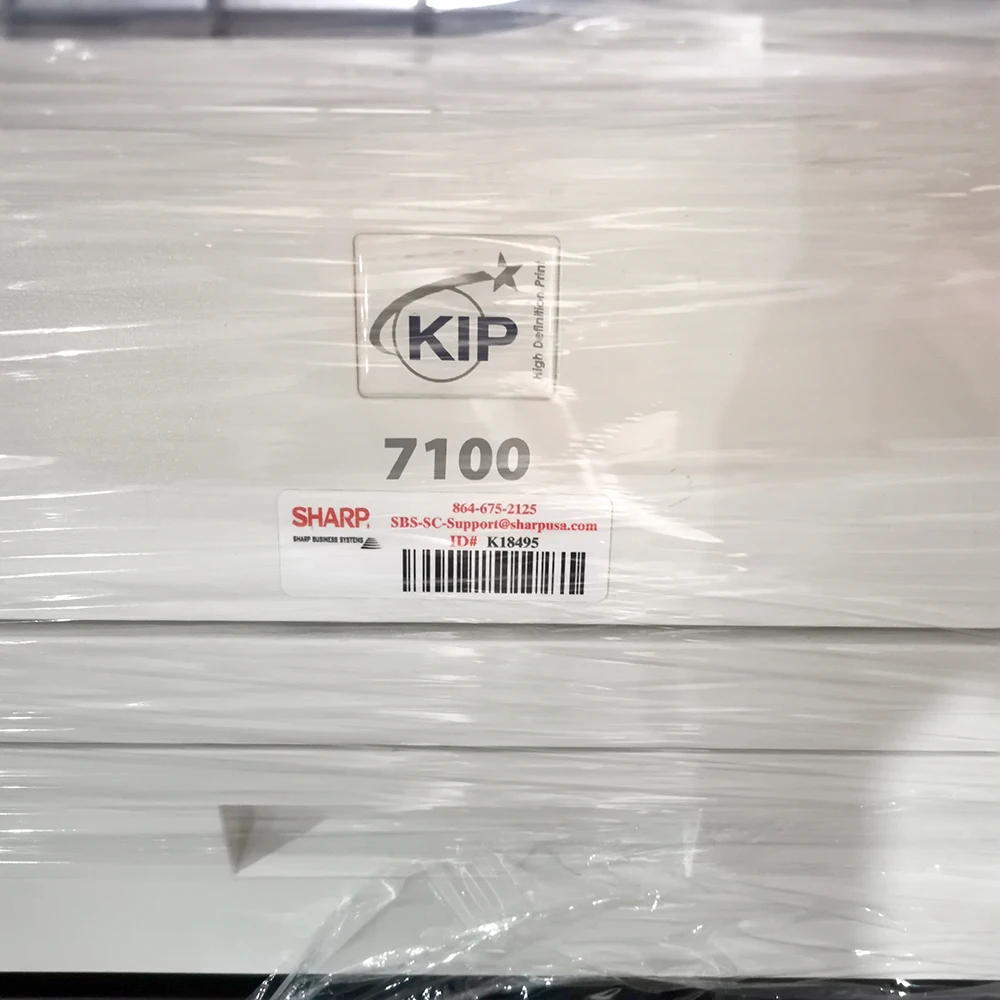 KIP
High Definition Print
7100
SHARP
864-675-2125
SBS-SC-Support@sharpusa.com
SHARP BUSINESS SYSTEMS
ID# K18495